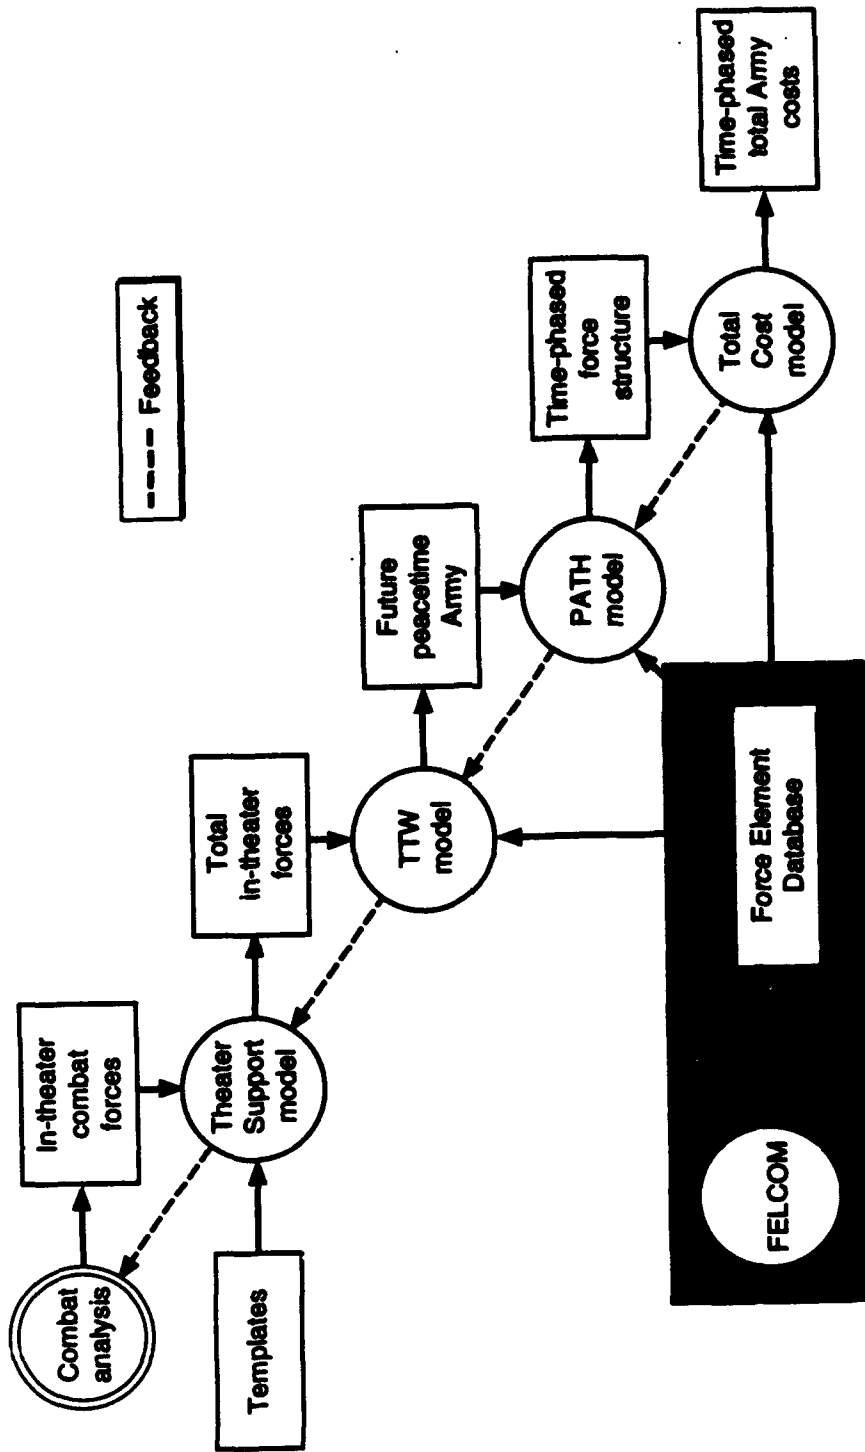 Combat
analysis
In-theater
combat
forces
Templates
Theater
Support
model
Total
in-theater
forces
TTW
model
Future
peacetime
Army
PATH
model
Time-phased
force
structure
Total
Cost
model
Time-phased
total Army
costs
---- Feedback
FELCOM
Force Element
Database